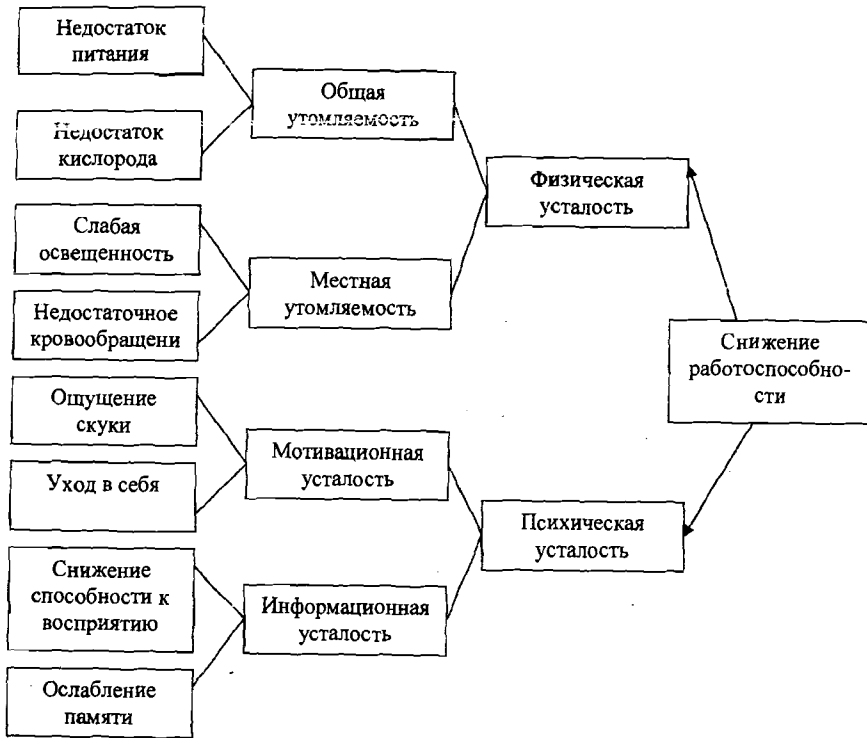 Недостаток
питания
Недостаток
кислорода
Слабая
освещенность
Недостаточное
кровообращени
Ощущение
скуки
Уход в себя
Снижение
способности к
восприятию
Ослабление
памяти
Общая
утомляемость
Местная
утомляемость
Мотивационная
усталость
Информационная
усталость
Физическая
усталость
Психическая
усталость
Снижение
работоспособно-
сти